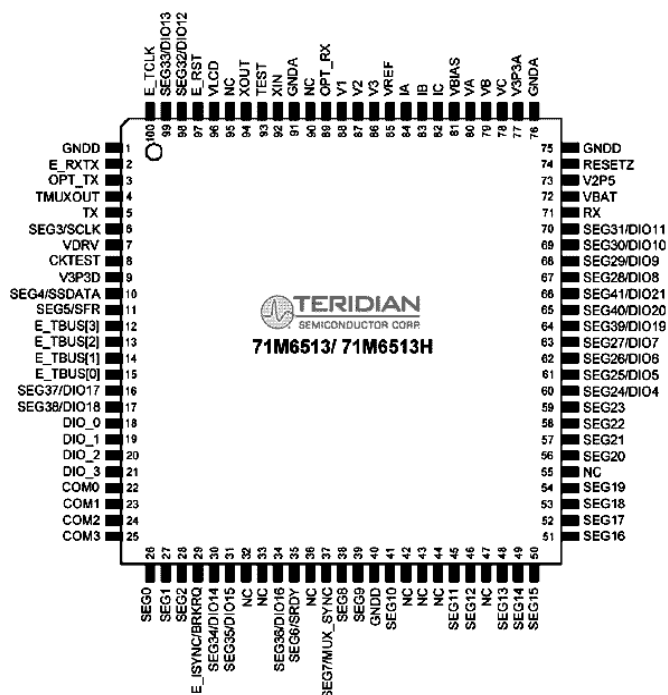 E_TCLK
SEG33/DIO13
SEG32/DIO12
E_RST
VLCD
NC
XOUT
TEST
XIN
GNDA
NC
OPT_RX
V1
V2
V3
VREF
IA
IB
IC
VBIAS
VA
VB
VC
V3P3A
GNDA
100
99
98
97
96
95
94
93
92
91
90
89
88
87
86
85
84
83
82
81
80
79
78
77
76
GNDD 1
E_RXTX 2
OPT_TX 3
TMUXOUT 4
TX 5
SEG3/SCLK 6
VDRV 7
CKTEST 8
V3P3D 9
SEG4/SSDATA 10
SEG5/SFR 11
E_TBUS[3] 12
E_TBUS[2] 13
E_TBUS[1] 14
E_TBUS[0] 15
SEG37/DIO17 16
SEG38/DIO18 17
DIO_0 18
DIO_1 19
DIO_2 20
DIO_3 21
COM0 22
COM1 23
COM2 24
COM3 25
TERIDIAN
SEMICONDUCTOR CORP.
71M6513/ 71M6513H
75 GNDD
74 RESETZ
73 V2P5
72 VBAT
71 RX
70 SEG31/DIO11
69 SEG30/DIO10
68 SEG29/DIO9
67 SEG28/DIO8
66 SEG41/DIO21
65 SEG40/DIO20
64 SEG39/DIO19
63 SEG27/DIO7
62 SEG26/DIO6
61 SEG25/DIO5
60 SEG24/DIO4
59 SEG23
58 SEG22
57 SEG21
56 SEG20
55 NC
54 SEG19
53 SEG18
52 SEG17
51 SEG16
26
27
28
29
30
31
32
33
34
35
36
37
38
39
40
41
42
43
44
45
46
47
48
49
50
SEG0
SEG1
SEG2
E_ISYNC/BRKRQ
SEG34/DIO14
SEG35/DIO15
NC
NC
SEG36/DIO16
SEG6/SRDY
NC
SEG7/MUX_SYNC
SEG8
SEG9
GNDD
SEG10
NC
NC
NC
SEG11
SEG12
NC
SEG13
SEG14
SEG15